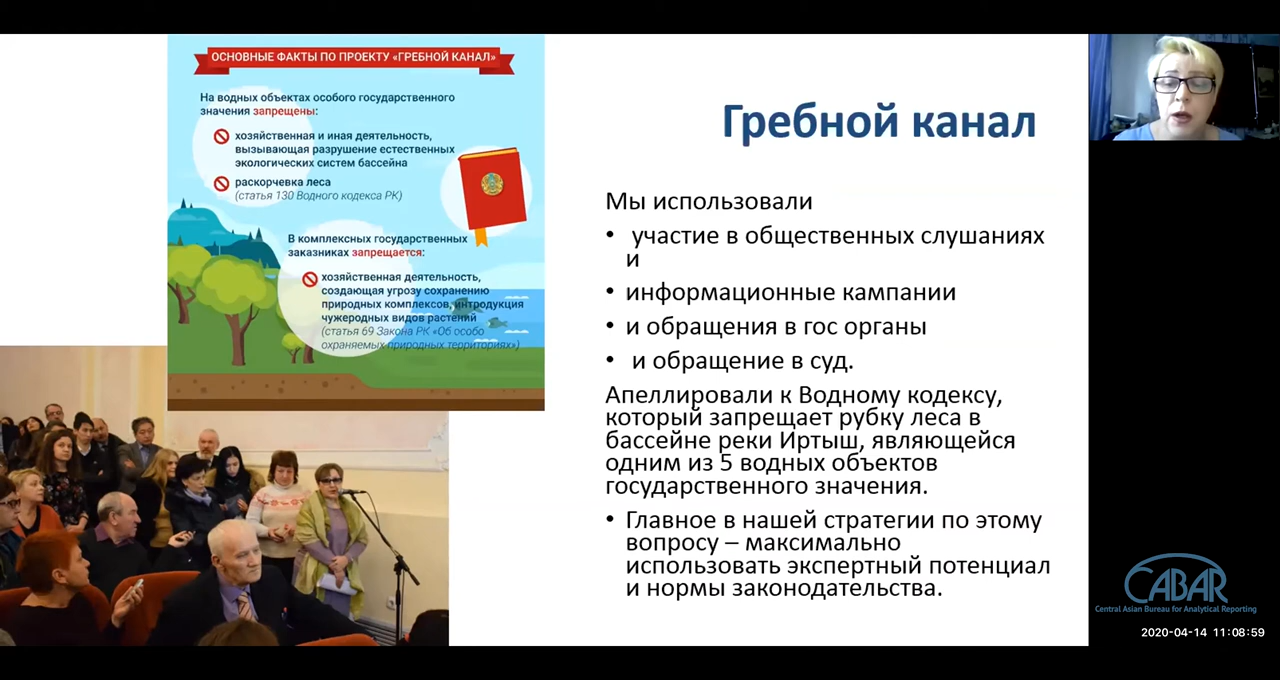 ОСНОВНЫЕ ФАКТЫ ПО ПРОЕКТУ «ГРЕБНОЙ КАНАЛ»
На водных объектах особого государственного
значения запрещены:
хозяйственная и иная деятельность,
вызывающая разрушение естественных
экологических систем бассейна
раскорчевка леса
(статья 130 Водного кодекса РК)
В комплексных государственных
заказниках запрещается:
хозяйственная деятельность,
создающая угрозу сохранению
природных комплексов, интродукция
чужеродных видов растений
(статья 69 Закона РК «Об особо
охраняемых природных территориях»)
Гребной канал
Мы использовали
• участие в общественных слушаниях
и
• информационные кампании
• и обращения в гос органы
• и обращение в суд.
Апеллировали к Водному кодексу,
который запрещает рубку леса в
бассейне реки Иртыш, являющейся
одним из 5 водных объектов
государственного значения.
• Главное в нашей стратегии по этому
вопросу – максимально
использовать экспертный потенциал
и нормы законодательства.
CABAR
Central Asian Bureau for Analytical Reporting
2020-04-14 11:08:59